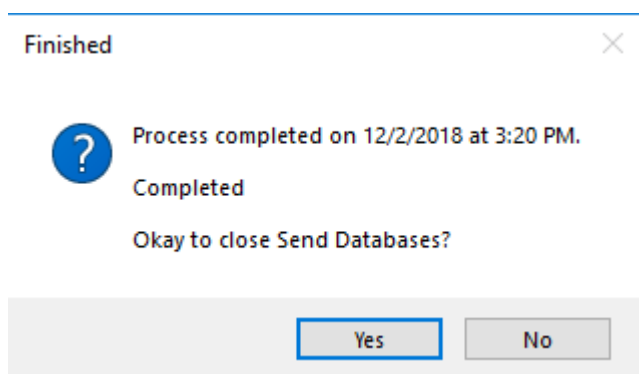 Finished
?
Process completed on 12/2/2018 at 3:20 PM.
Completed
Okay to close Send Databases?
Yes
No